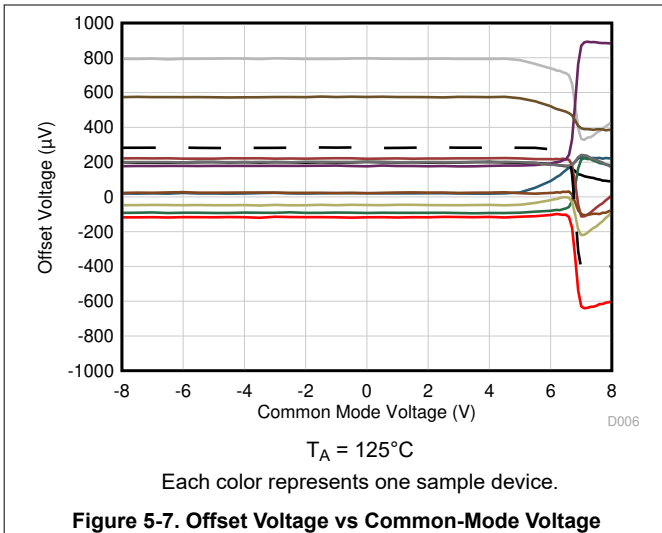 1000
800
600
400
200
0
-200
-400
-600
-800
-1000
Offset Voltage (µV)
-8 -6 -4 -2 0 2 4 6 8
Common Mode Voltage (V)
D006
TA = 125°C
Each color represents one sample device.
Figure 5-7. Offset Voltage vs Common-Mode Voltage